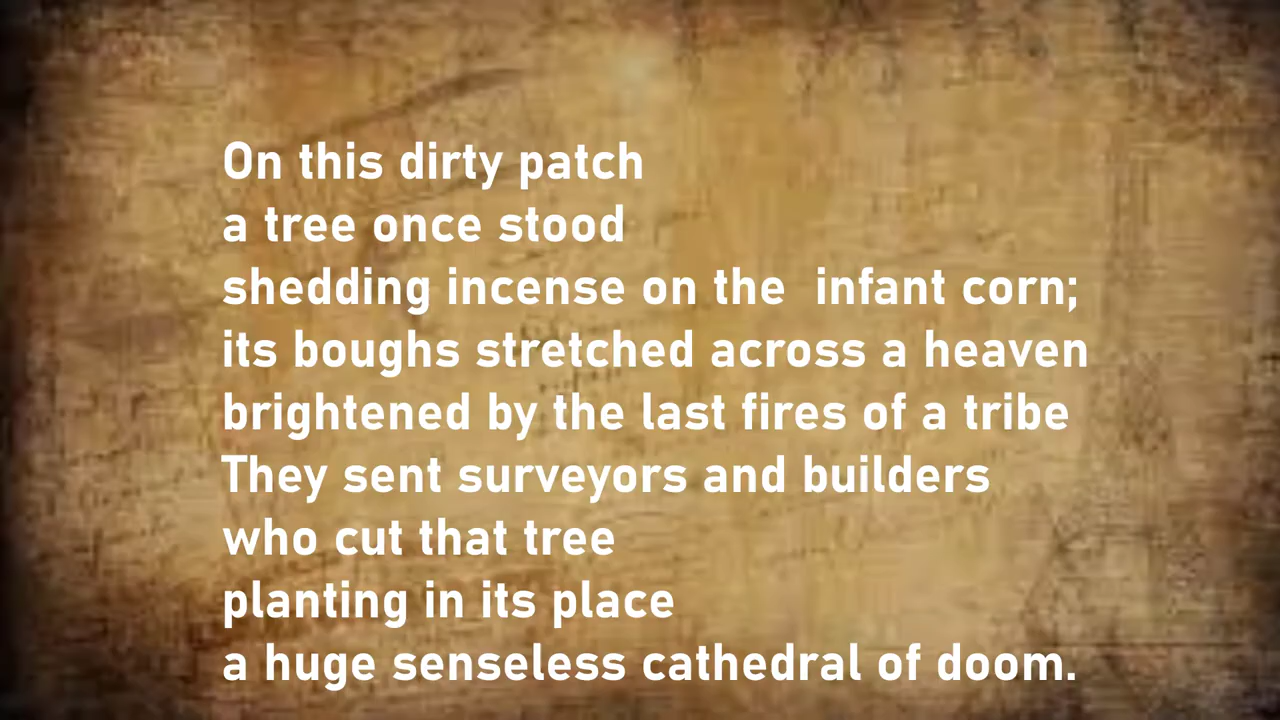 On this dirty patch
a tree once stood
shedding incense on the  infant corn;
its boughs stretched across a heaven
brightened by the last fires of a tribe
They sent surveyors and builders
who cut that tree
planting in its place
a huge senseless cathedral of doom.